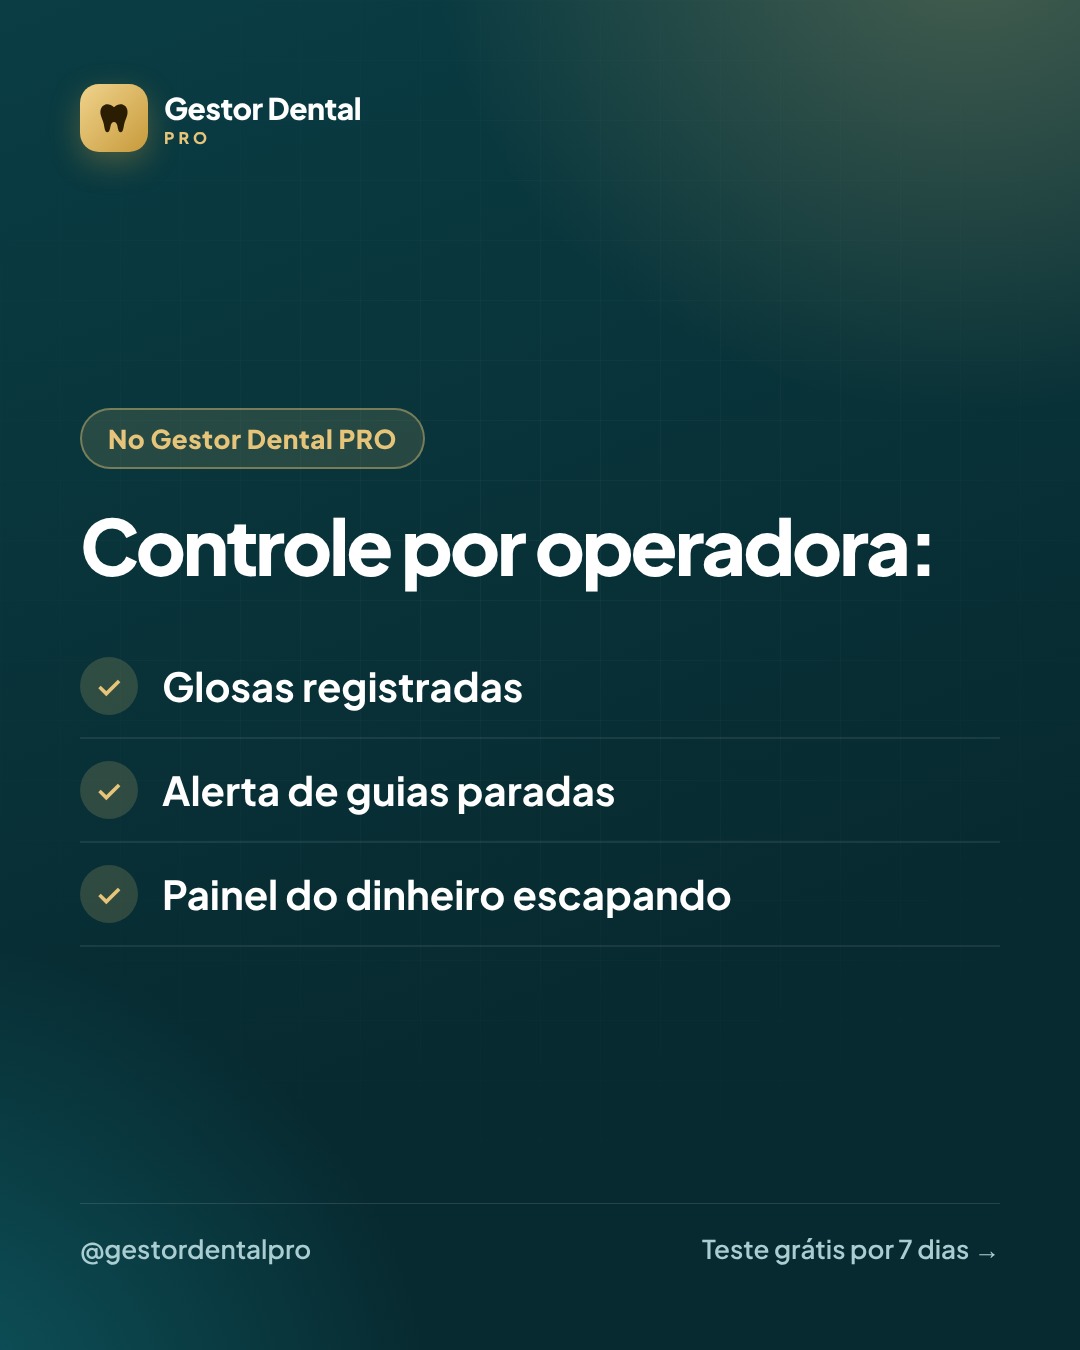 Gestor Dental
PRO
No Gestor Dental PRO
Controle por operadora:
Glosas registradas
Alerta de guias paradas
Painel do dinheiro escapando
@gestordentalpro
Teste grátis por 7 dias →